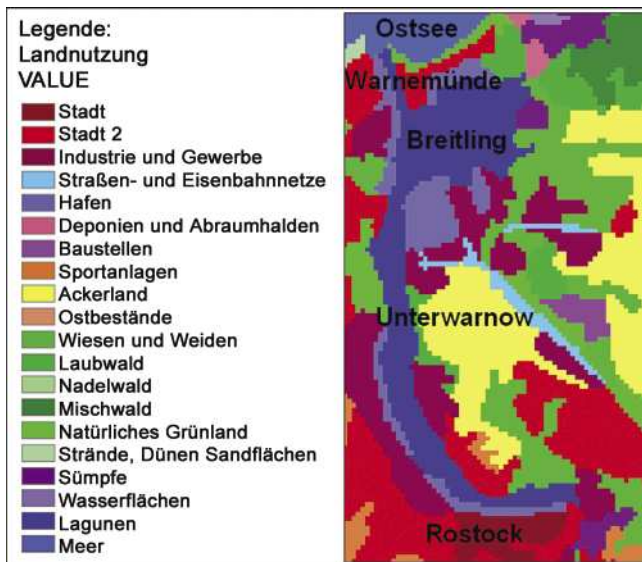 Legende:
Landnutzung
VALUE
Stadt
Stadt 2
Industrie und Gewerbe
Straßen- und Eisenbahnnetze
Hafen
Deponien und Abraumhalden
Baustellen
Sportanlagen
Ackerland
Ostbestände
Wiesen und Weiden
Laubwald
Nadelwald
Mischwald
Natürliches Grünland
Strände, Dünen Sandflächen
Sümpfe
Wasserflächen
Lagunen
Meer
Ostsee
Warnemünde
Breitling
Unterwarnow
Rostock